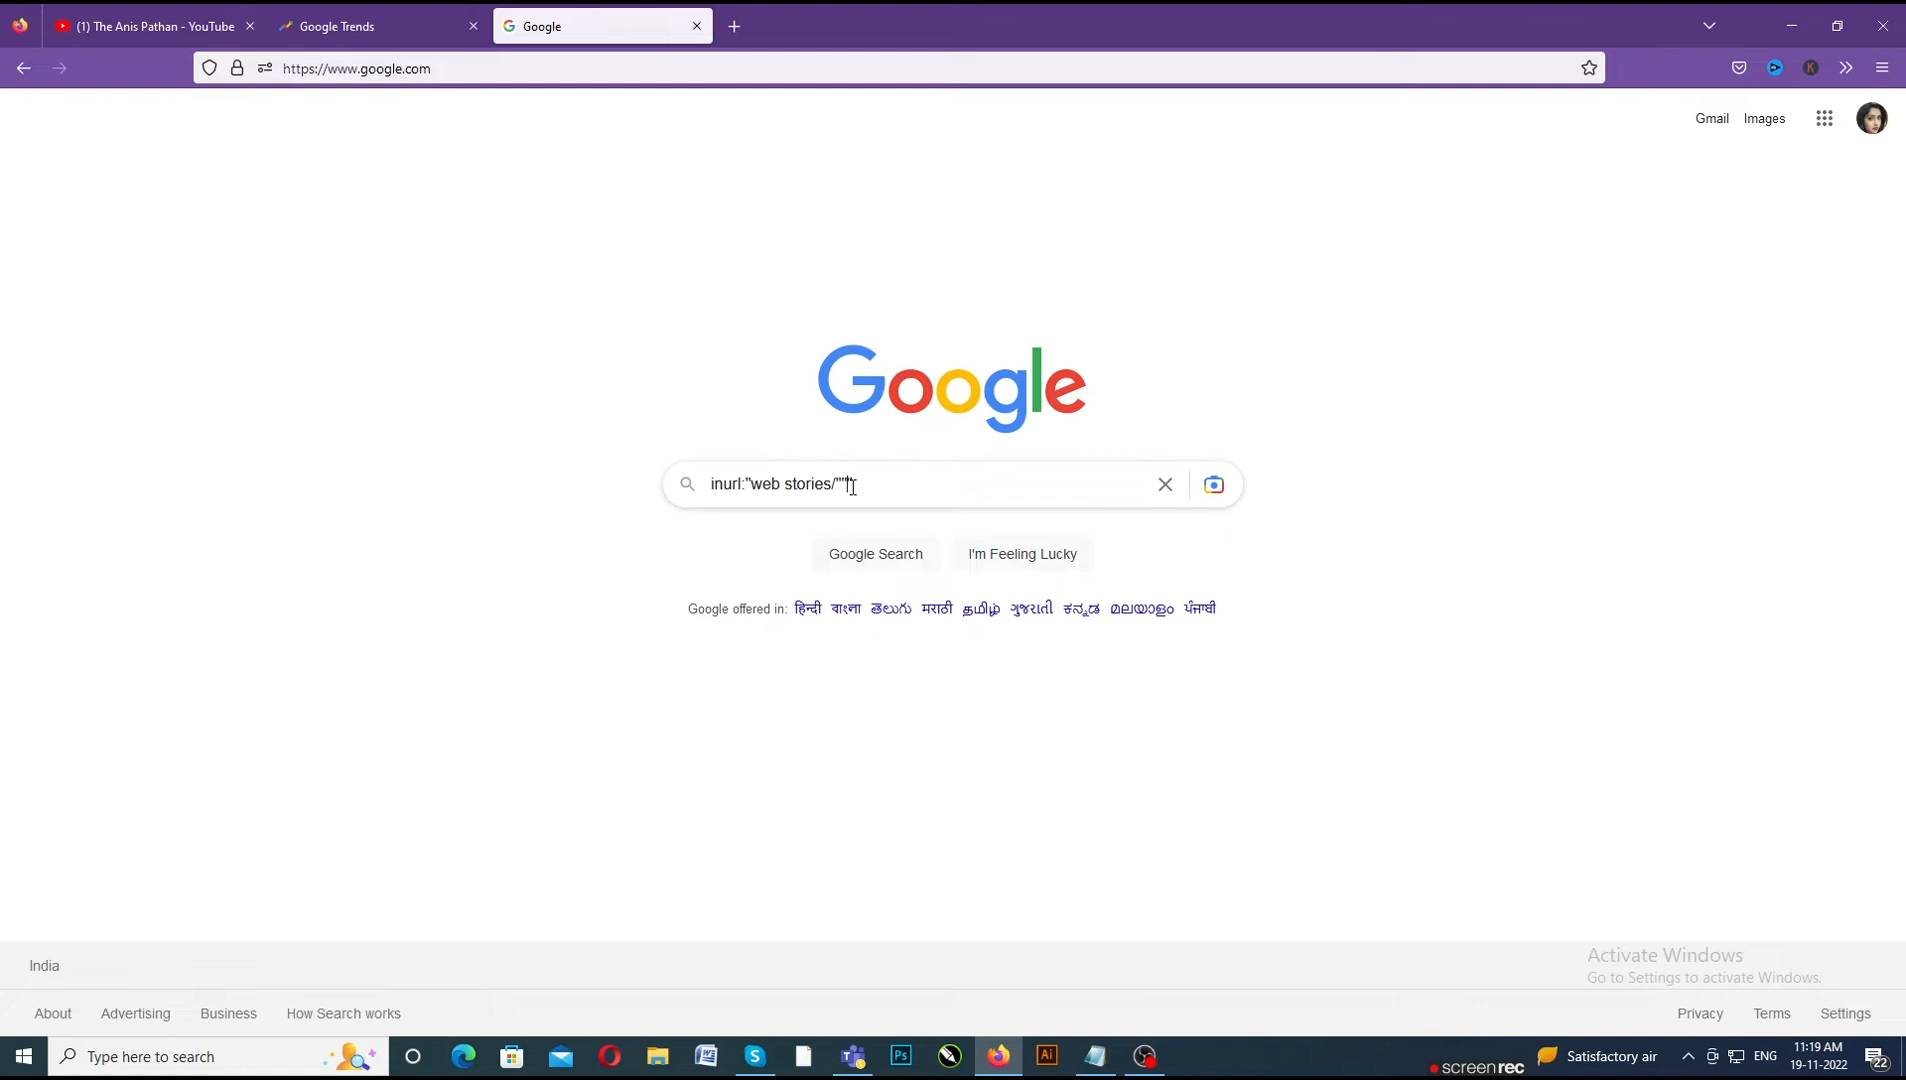 (1) The Anis Pathan - YouTube
Google Trends
Google
https://www.google.com
Gmail Images
Google
inurl:"web stories/""
Google Search
I'm Feeling Lucky
Google offered in: हिन्दी বাংলা తెలుగు मराठी தமிழ் ગુજરાતી ಕನ್ನಡ മലയാളം ਪੰਜਾਬੀ
Activate Windows
Go to Settings to activate Windows.
India
About Advertising Business How Search works
Privacy Terms Settings
Type here to search
Satisfactory air
ENG
11:19 AM
19-11-2022
22
screenrec